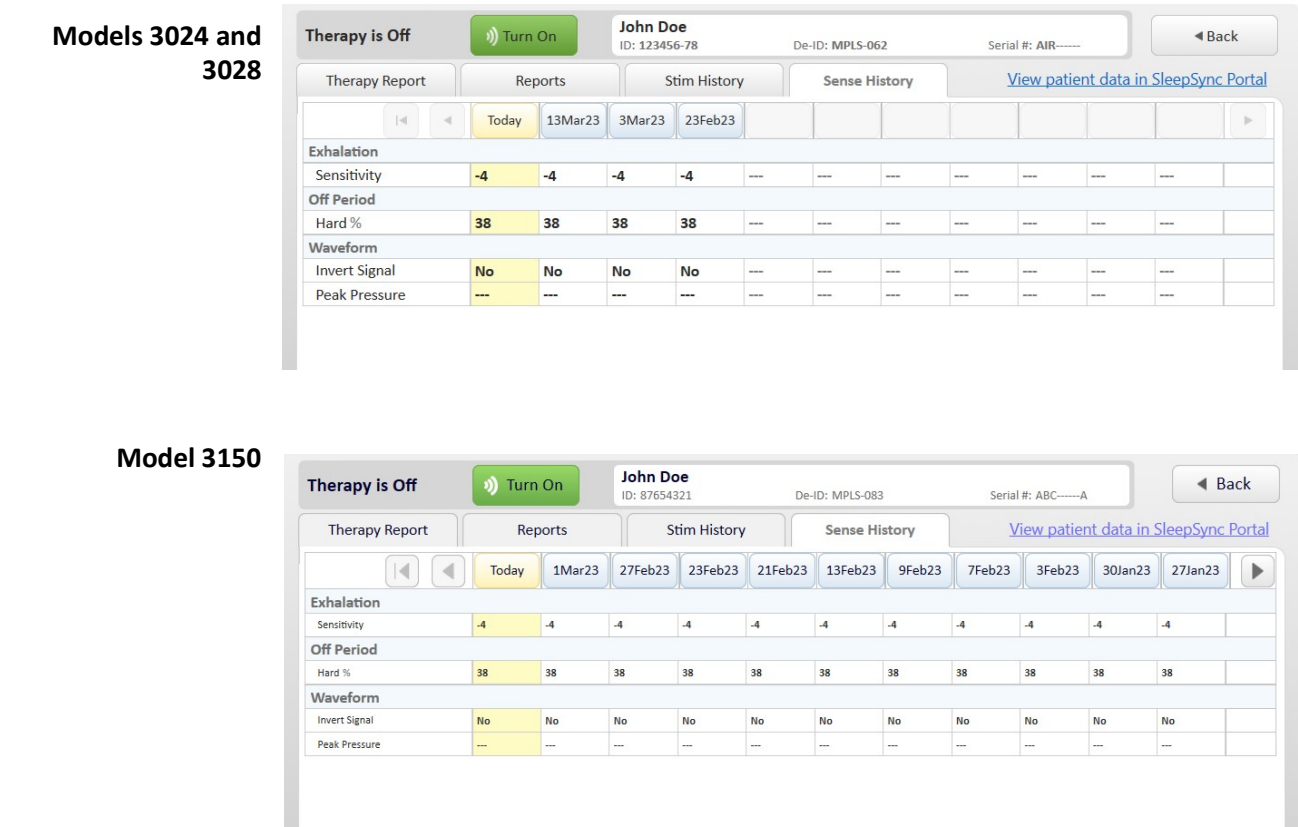 Models 3024 and
3028
Therapy is Off Turn On John Doe Back
ID: 123456-78 De-ID: MPLS-062 Serial #: AIR------
Therapy Report Reports Stim History Sense History View patient data in SleepSync Portal
Today 13Mar23 3Mar23 23Feb23
Exhalation
Sensitivity -4 -4 -4 -4 --- --- --- --- --- --- ---
Off Period
Hard % 38 38 38 38 --- --- --- --- --- --- ---
Waveform
Invert Signal No No No No --- --- --- --- --- --- ---
Peak Pressure --- --- --- --- --- --- --- --- --- --- ---
Model 3150
Therapy is Off Turn On John Doe Back
ID: 87654321 De-ID: MPLS-083 Serial #: ABC------A
Therapy Report Reports Stim History Sense History View patient data in SleepSync Portal
Today 1Mar23 27Feb23 23Feb23 21Feb23 13Feb23 9Feb23 7Feb23 3Feb23 30Jan23 27Jan23
Exhalation
Sensitivity -4 -4 -4 -4 -4 -4 -4 -4 -4 -4 -4
Off Period
Hard % 38 38 38 38 38 38 38 38 38 38 38
Waveform
Invert Signal No No No No No No No No No No No
Peak Pressure --- --- --- --- --- --- --- --- --- --- ---